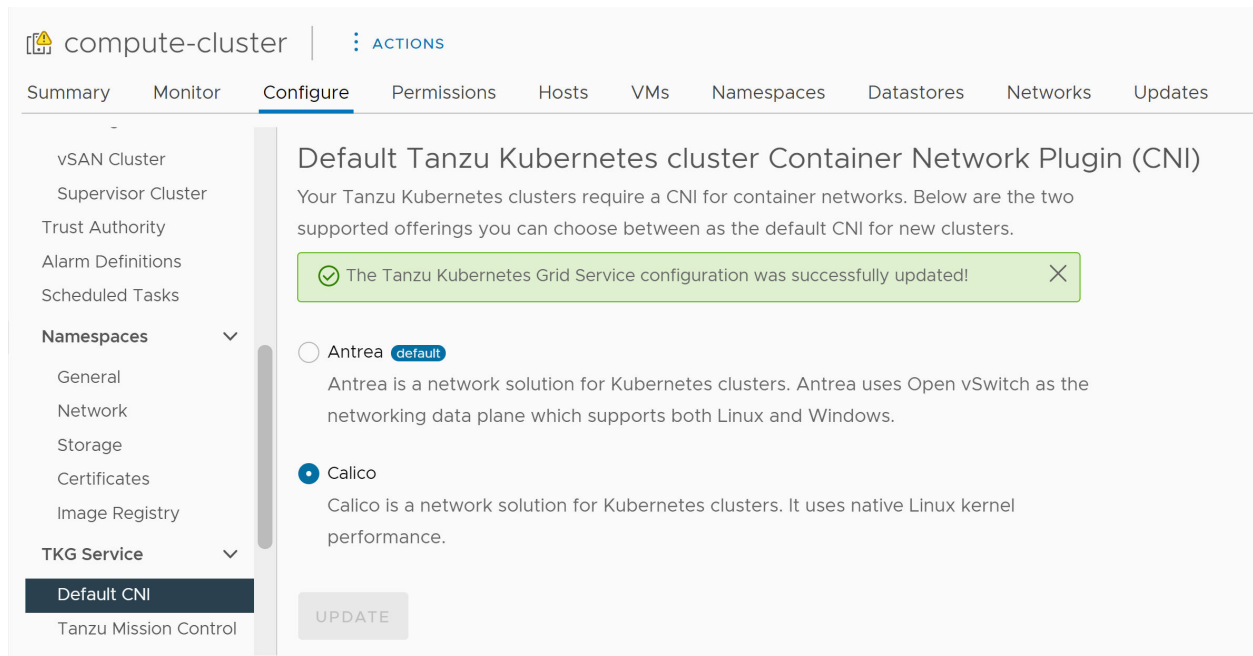 compute-cluster
ACTIONS
Summary Monitor Configure Permissions Hosts VMs Namespaces Datastores Networks Updates
vSAN Cluster
Supervisor Cluster
Trust Authority
Alarm Definitions
Scheduled Tasks
Namespaces
General
Network
Storage
Certificates
Image Registry
TKG Service
Default CNI
Tanzu Mission Control
Default Tanzu Kubernetes cluster Container Network Plugin (CNI)
Your Tanzu Kubernetes clusters require a CNI for container networks. Below are the two
supported offerings you can choose between as the default CNI for new clusters.
The Tanzu Kubernetes Grid Service configuration was successfully updated!
Antrea default
Antrea is a network solution for Kubernetes clusters. Antrea uses Open vSwitch as the
networking data plane which supports both Linux and Windows.
Calico
Calico is a network solution for Kubernetes clusters. It uses native Linux kernel
performance.
UPDATE